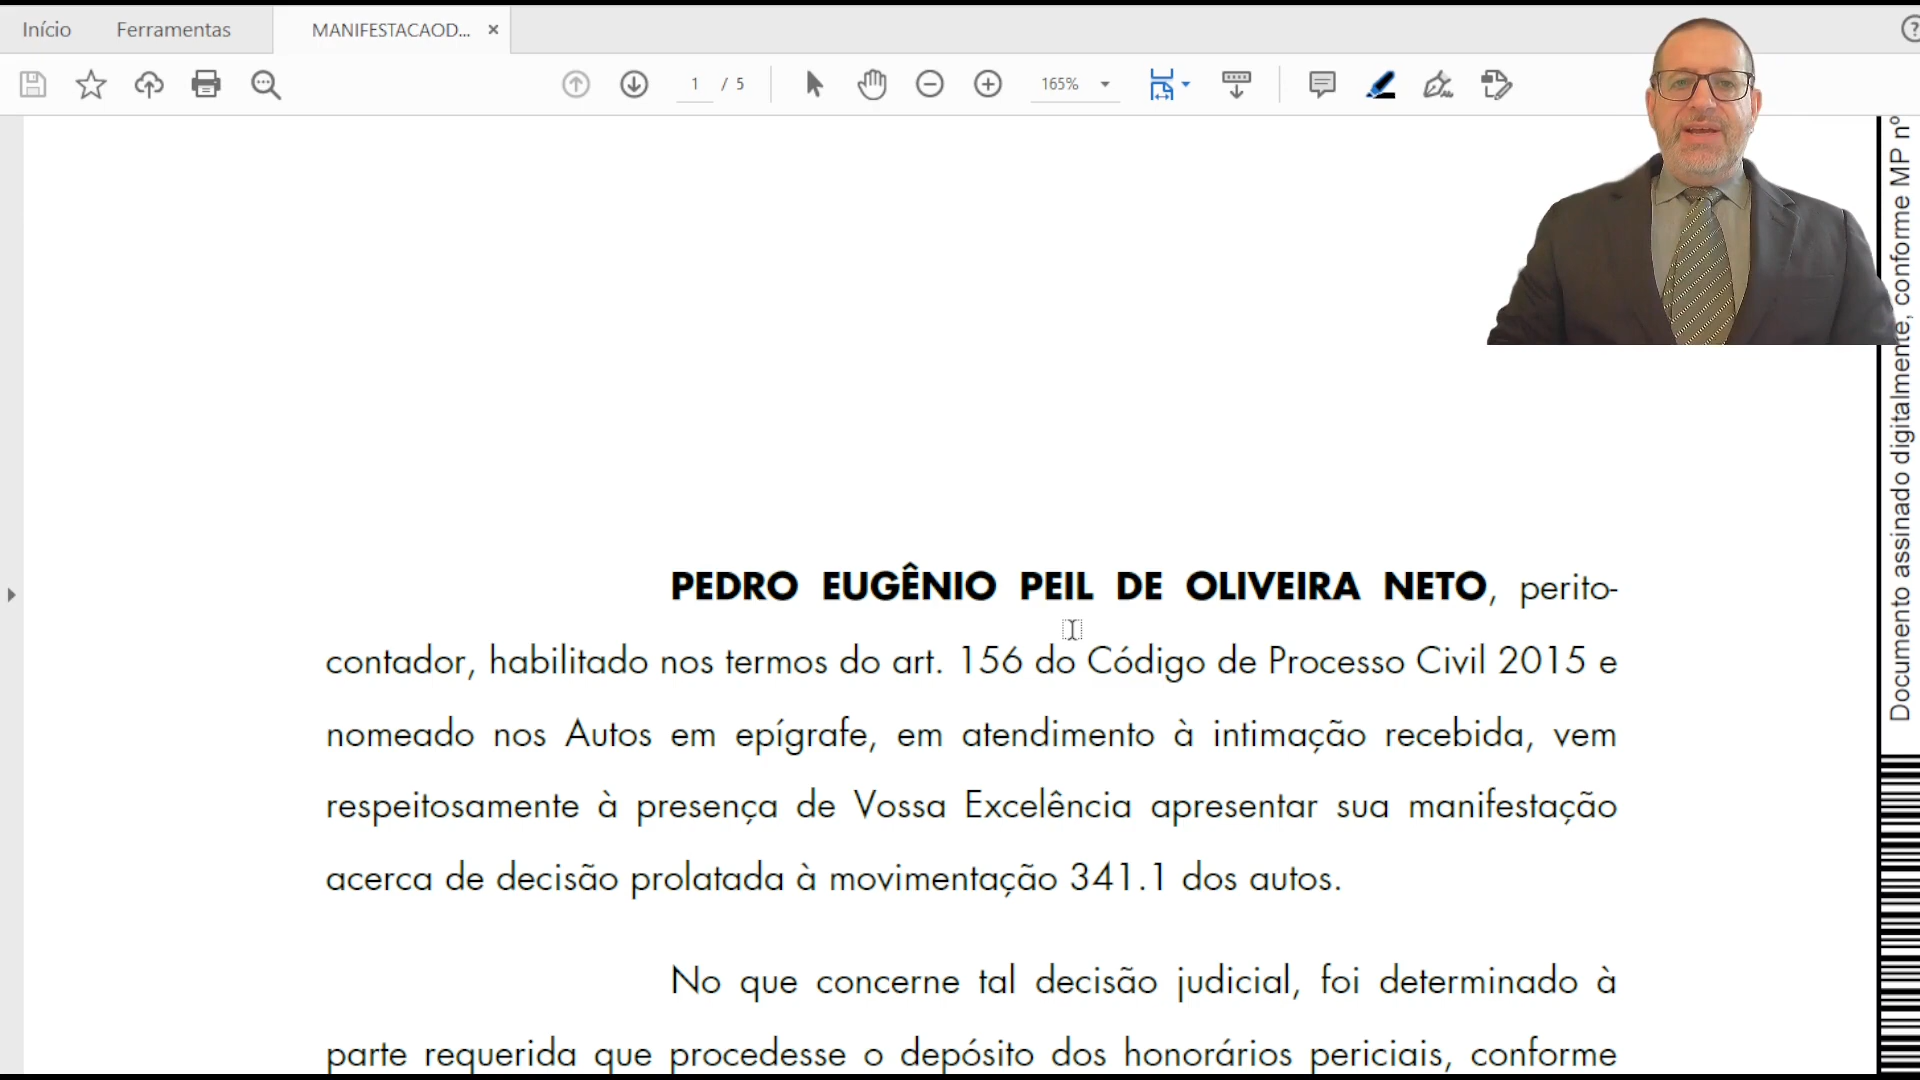 Início
Ferramentas
MANIFESTACAOD...
1 / 5
165%
PEDRO EUGÊNIO PEIL DE OLIVEIRA NETO, perito-
contador, habilitado nos termos do art. 156 do Código de Processo Civil 2015 e
nomeado nos Autos em epígrafe, em atendimento à intimação recebida, vem
respeitosamente à presença de Vossa Excelência apresentar sua manifestação
acerca de decisão prolatada à movimentação 341.1 dos autos.
No que concerne tal decisão judicial, foi determinado à
parte requerida que procedesse o depósito dos honorários periciais, conforme
Documento assinado digitalmente, conforme MP nº